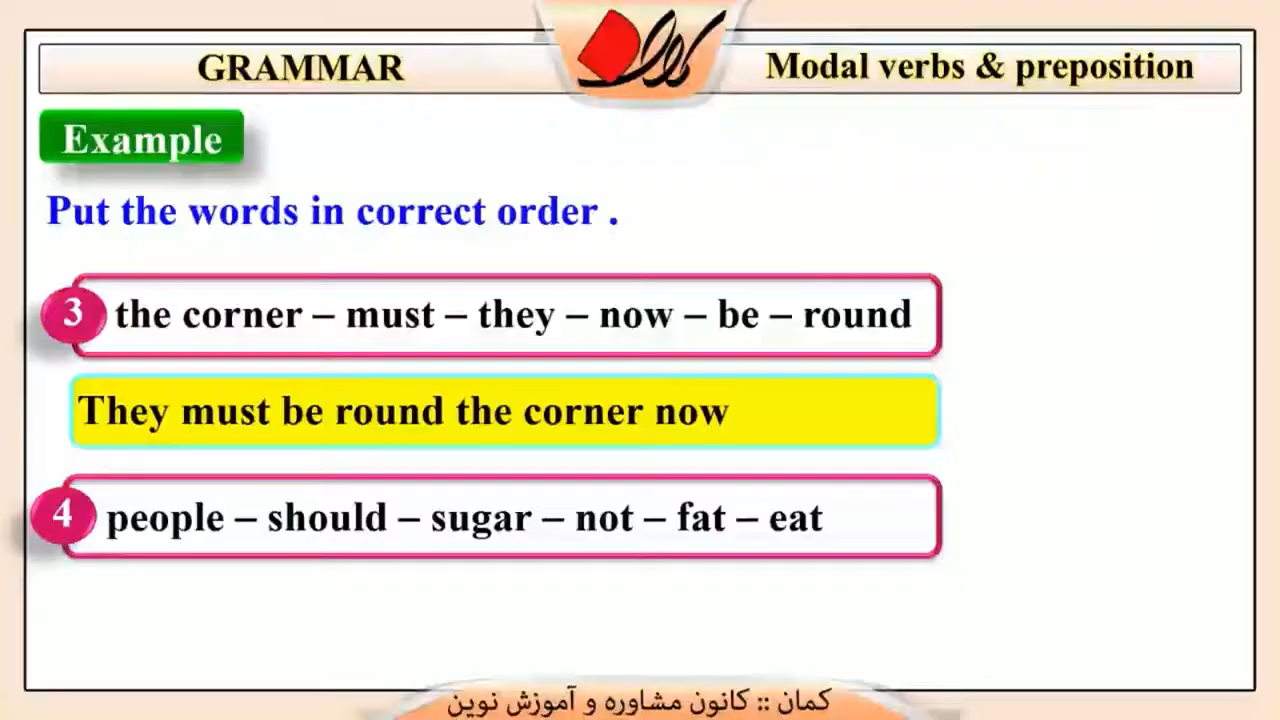 GRAMMAR
کمان
Modal verbs & preposition
Example
Put the words in correct order .
3 the corner – must – they – now – be – round
They must be round the corner now
4 people – should – sugar – not – fat – eat
کمان :: کانون مشاوره و آموزش نوین